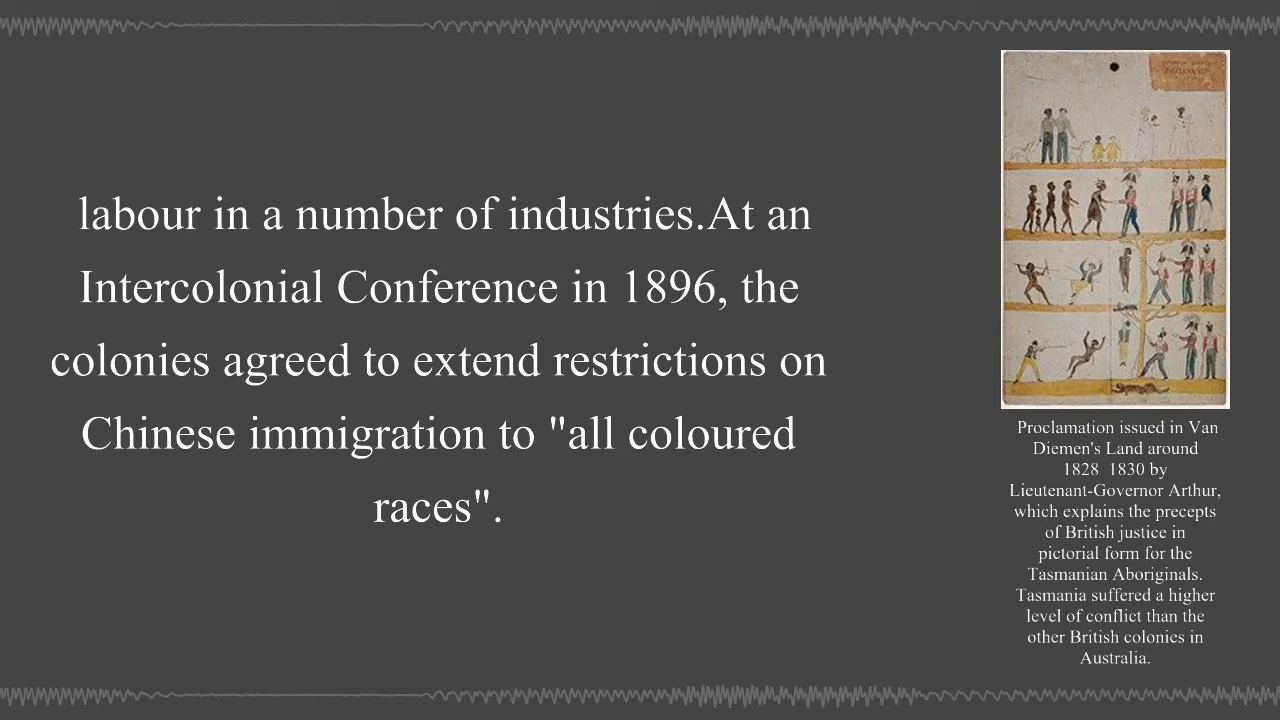 labour in a number of industries.At an
Intercolonial Conference in 1896, the
colonies agreed to extend restrictions on
Chinese immigration to "all coloured
races".
Proclamation issued in Van
Diemen's Land around
1828  1830 by
Lieutenant-Governor Arthur,
which explains the precepts
of British justice in
pictorial form for the
Tasmanian Aboriginals.
Tasmania suffered a higher
level of conflict than the
other British colonies in
Australia.